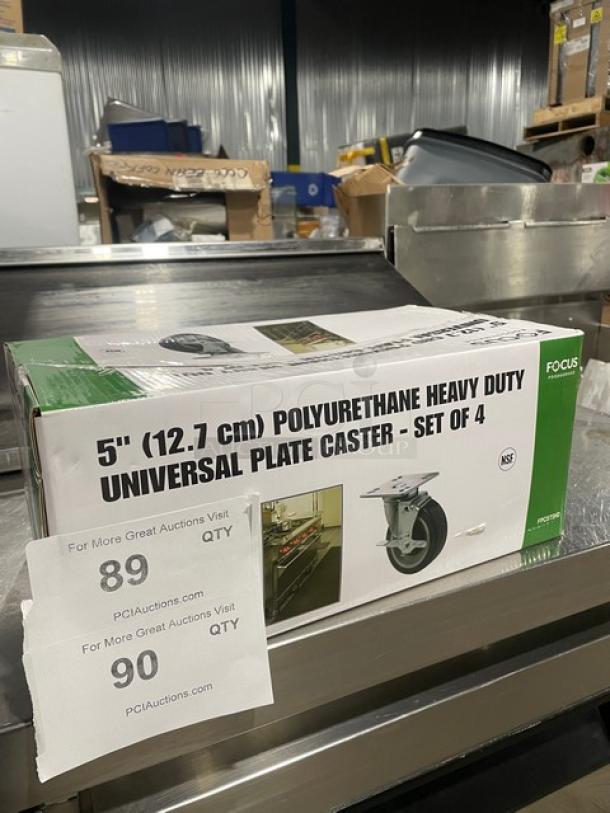 5" (12.7 cm) POLYURETHANE HEAVY DUTY
UNIVERSAL PLATE CASTER - SET OF 4
FOCUS
FOODSERVICE
NSF
For More Great Auctions Visit
89
QTY
PCIAuctions.com
For More Great Auctions Visit
90
QTY
PCIAuctions.com